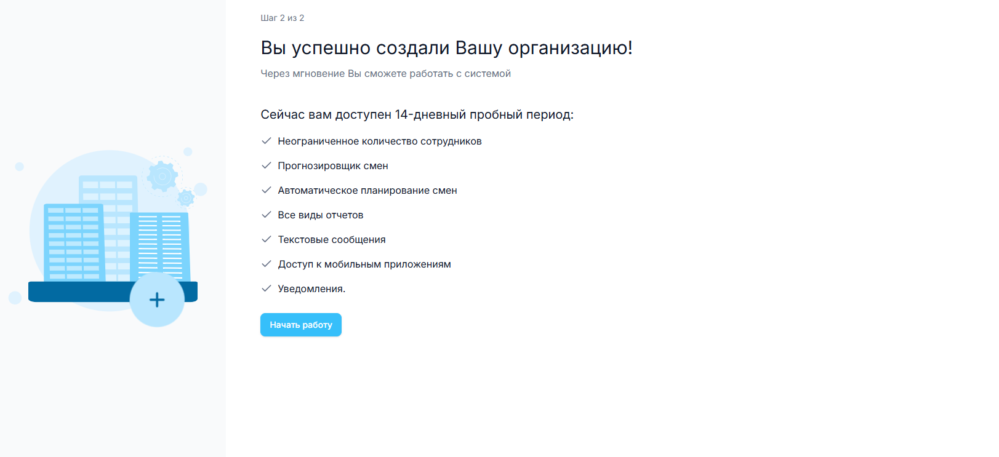 Шаг 2 из 2
Вы успешно создали Вашу организацию!
Через мгновение Вы сможете работать с системой
Сейчас вам доступен 14-дневный пробный период:
Неограниченное количество сотрудников
Прогнозировщик смен
Автоматическое планирование смен
Все виды отчетов
Текстовые сообщения
Доступ к мобильным приложениям
Уведомления.
Начать работу